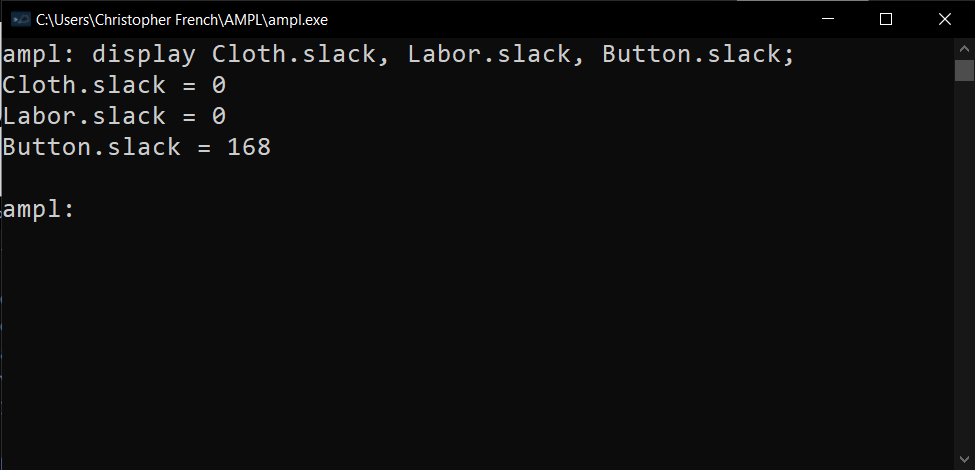 C:\Users\Christopher French\AMPL\ampl.exe
ampl: display Cloth.slack, Labor.slack, Button.slack;
Cloth.slack = 0
Labor.slack = 0
Button.slack = 168
ampl: